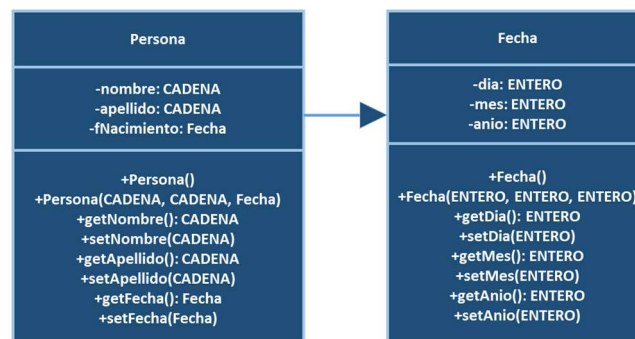 Persona
-nombre: CADENA
-apellido: CADENA
-fNacimiento: Fecha
+Persona()
+Persona(CADENA, CADENA, Fecha)
+getNombre(): CADENA
+setNombre(CADENA)
+getApellido(): CADENA
+setApellido(CADENA)
+getFecha(): Fecha
+setFecha(Fecha)
Fecha
-dia: ENTERO
-mes: ENTERO
-anio: ENTERO
+Fecha()
+Fecha(ENTERO, ENTERO, ENTERO)
+getDia(): ENTERO
+setDia(ENTERO)
+getMes(): ENTERO
+setMes(ENTERO)
+getAnio(): ENTERO
+setAnio(ENTERO)